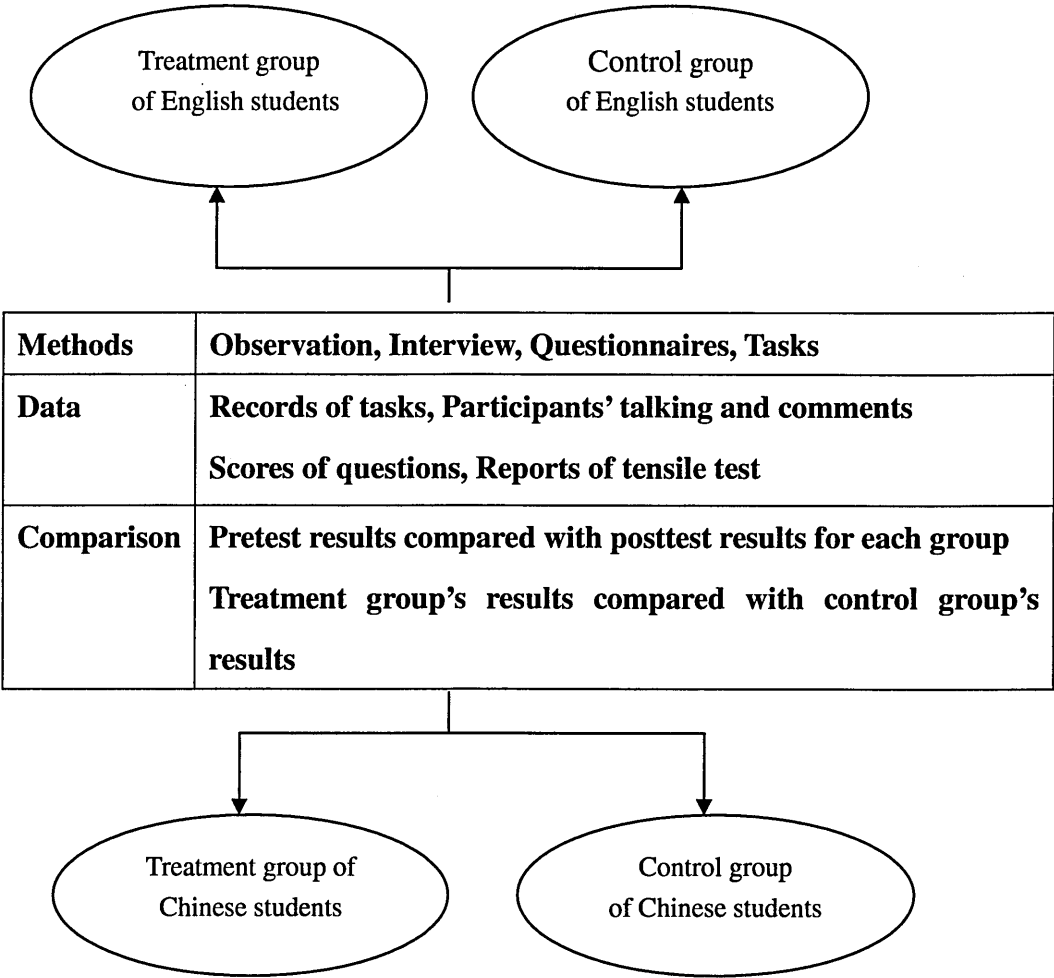 Treatment group
of English students
Control group
of English students
Methods
Observation, Interview, Questionnaires, Tasks
Data
Records of tasks, Participants' talking and comments
Scores of questions, Reports of tensile test
Comparison
Pretest results compared with posttest results for each group
Treatment group's results compared with control group's
results
Treatment group of
Chinese students
Control group
of Chinese students